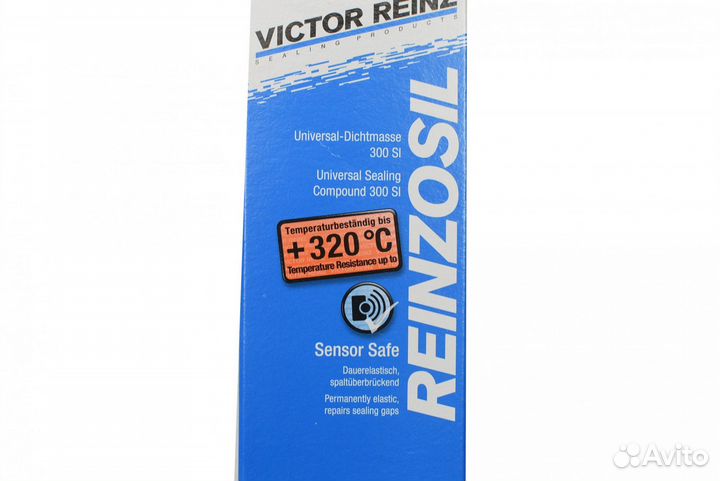 VICTOR REINZ
SEALING PRODUCTS
Universal-Dichtmasse
300 SI
Universal Sealing
Compound 300 SI
REINZOSIL
Temperaturbeständig bis
+320 °C
Temperature Resistance up to
Sensor Safe
Dauerelastisch,
spaltüberbrückend
Permanently elastic,
repairs sealing gaps
Avito